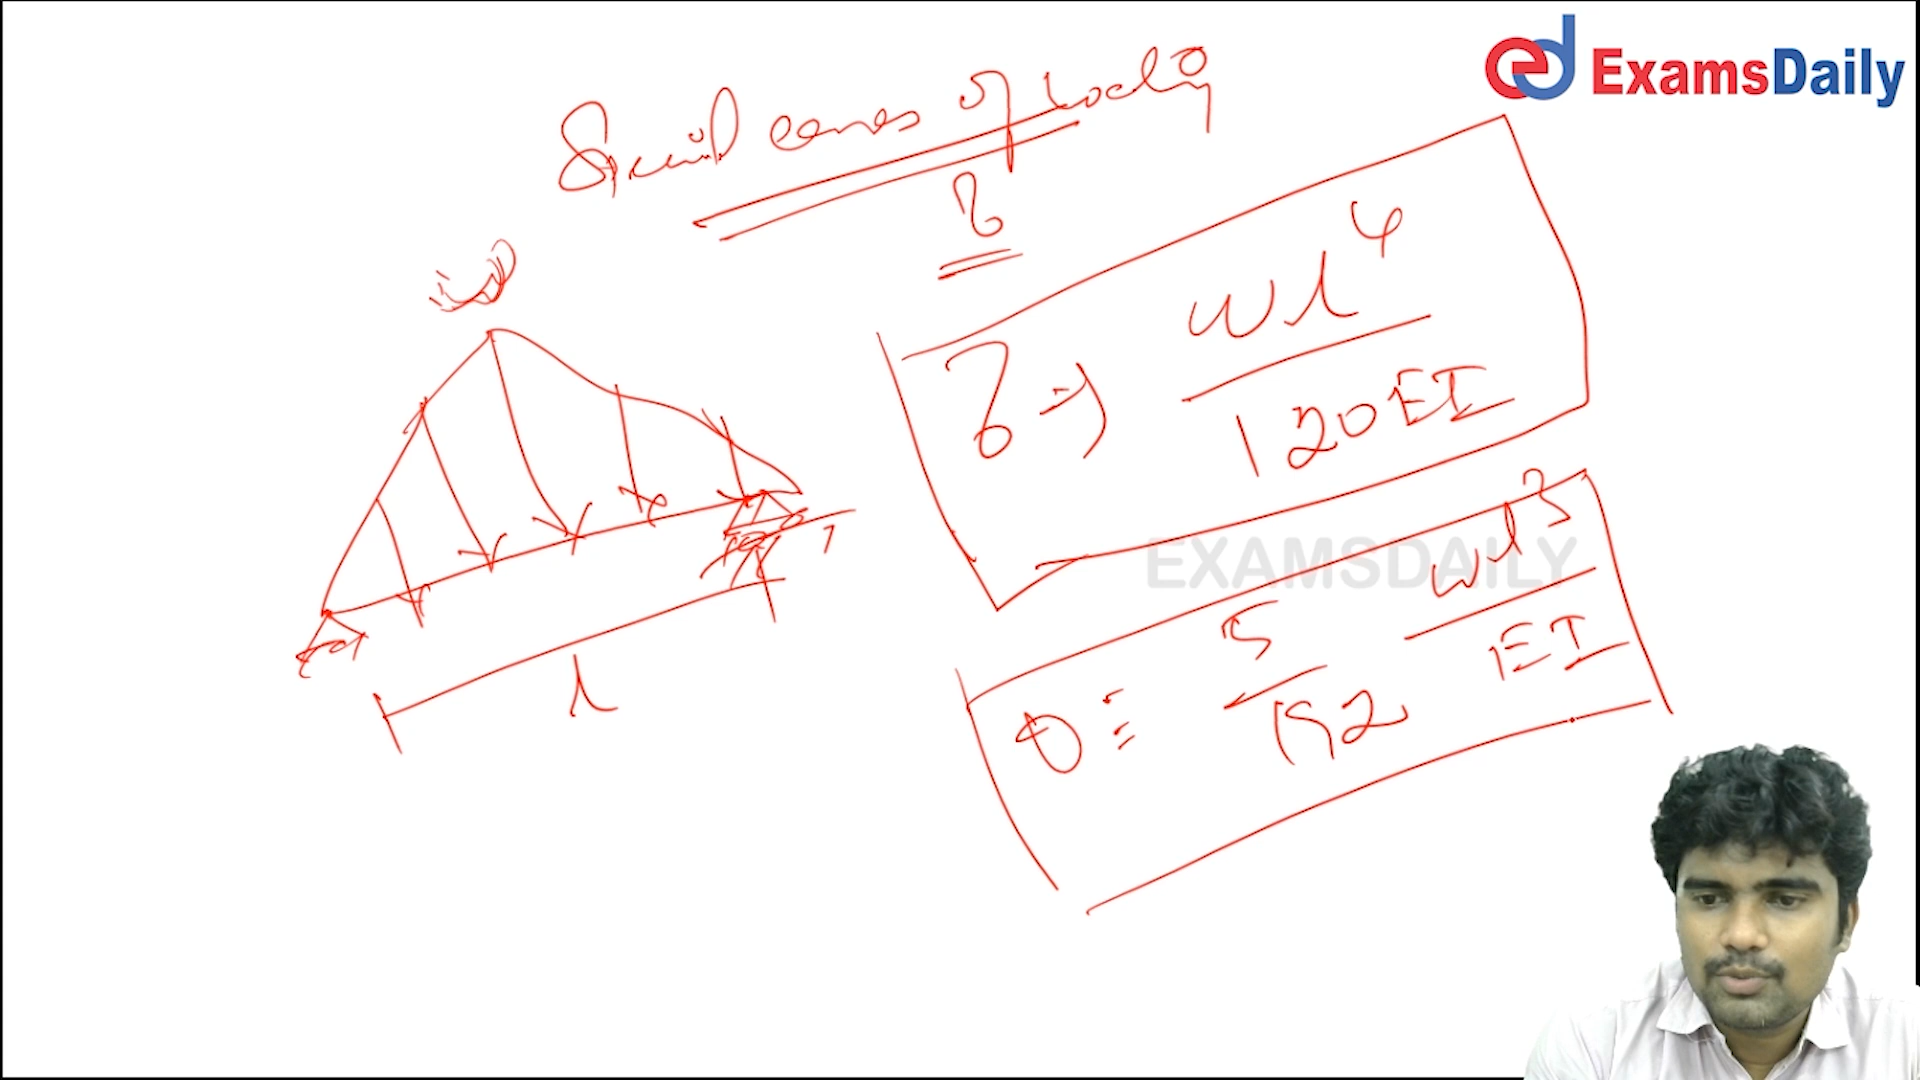 ExamsDaily
Special cases of loading
w
δ → wl⁴ / 120EI
EXAMSDAILY
θ = 5/192 wl³/EI
l